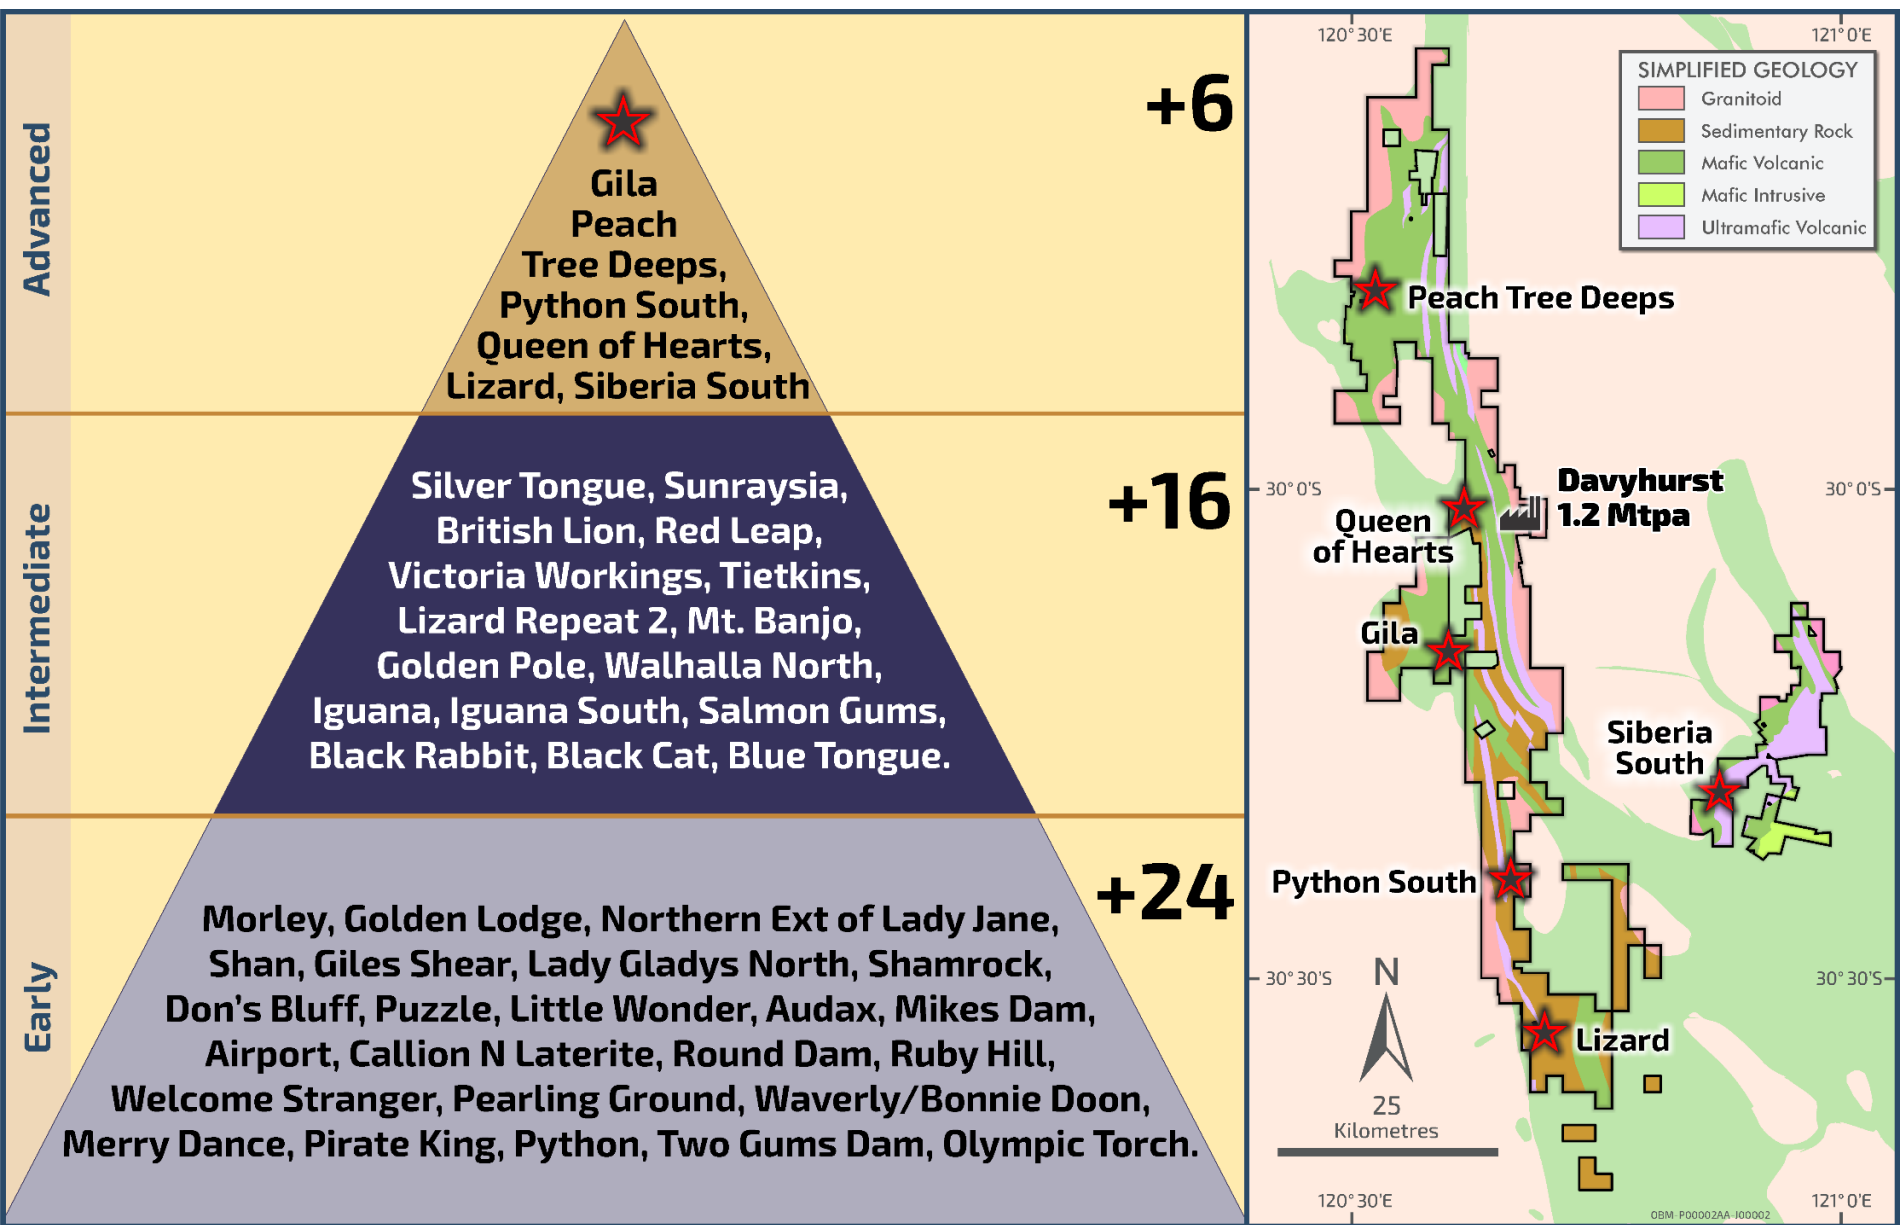 Advanced
+6
Gila
Peach
Tree Deeps,
Python South,
Queen of Hearts,
Lizard, Siberia South
Intermediate
+16
Silver Tongue, Sunraysia,
British Lion, Red Leap,
Victoria Workings, Tietkins,
Lizard Repeat 2, Mt. Banjo,
Golden Pole, Walhalla North,
Iguana, Iguana South, Salmon Gums,
Black Rabbit, Black Cat, Blue Tongue.
Early
+24
Morley, Golden Lodge, Northern Ext of Lady Jane,
Shan, Giles Shear, Lady Gladys North, Shamrock,
Don's Bluff, Puzzle, Little Wonder, Audax, Mikes Dam,
Airport, Callion N Laterite, Round Dam, Ruby Hill,
Welcome Stranger, Pearling Ground, Waverly/Bonnie Doon,
Merry Dance, Pirate King, Python, Two Gums Dam, Olympic Torch.
120°30'E
121°0'E
SIMPLIFIED GEOLOGY
Granitoid
Sedimentary Rock
Mafic Volcanic
Mafic Intrusive
Ultramafic Volcanic
Peach Tree Deeps
30°0'S
30°0'S
Davyhurst
1.2 Mtpa
Queen
of Hearts
Gila
Siberia
South
Python South
30°30'S
30°30'S
N
Lizard
25
Kilometres
120°30'E
121°0'E
OBM-P00002AA-J00002